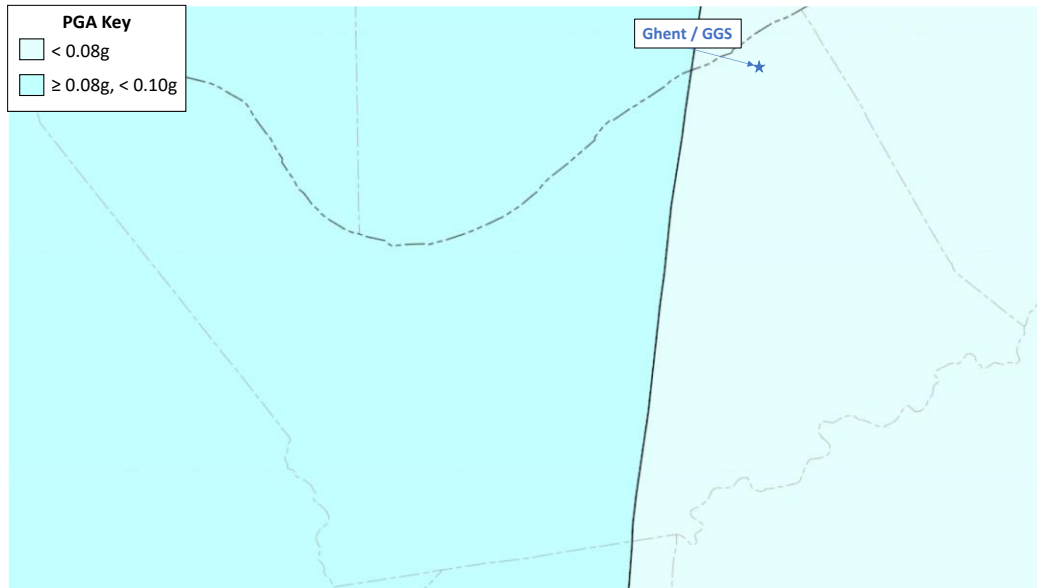 PGA Key
< 0.08g
≥ 0.08g, < 0.10g
Ghent / GGS